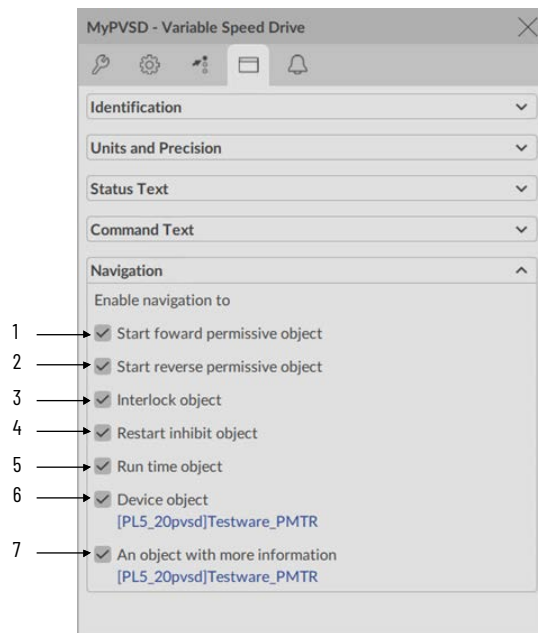 MyPVSD - Variable Speed Drive
Identification
Units and Precision
Status Text
Command Text
Navigation
Enable navigation to
1 Start foward permissive object
2 Start reverse permissive object
3 Interlock object
4 Restart inhibit object
5 Run time object
6 Device object
[PL5_20pvsd]Testware_PMTR
7 An object with more information
[PL5_20pvsd]Testware_PMTR